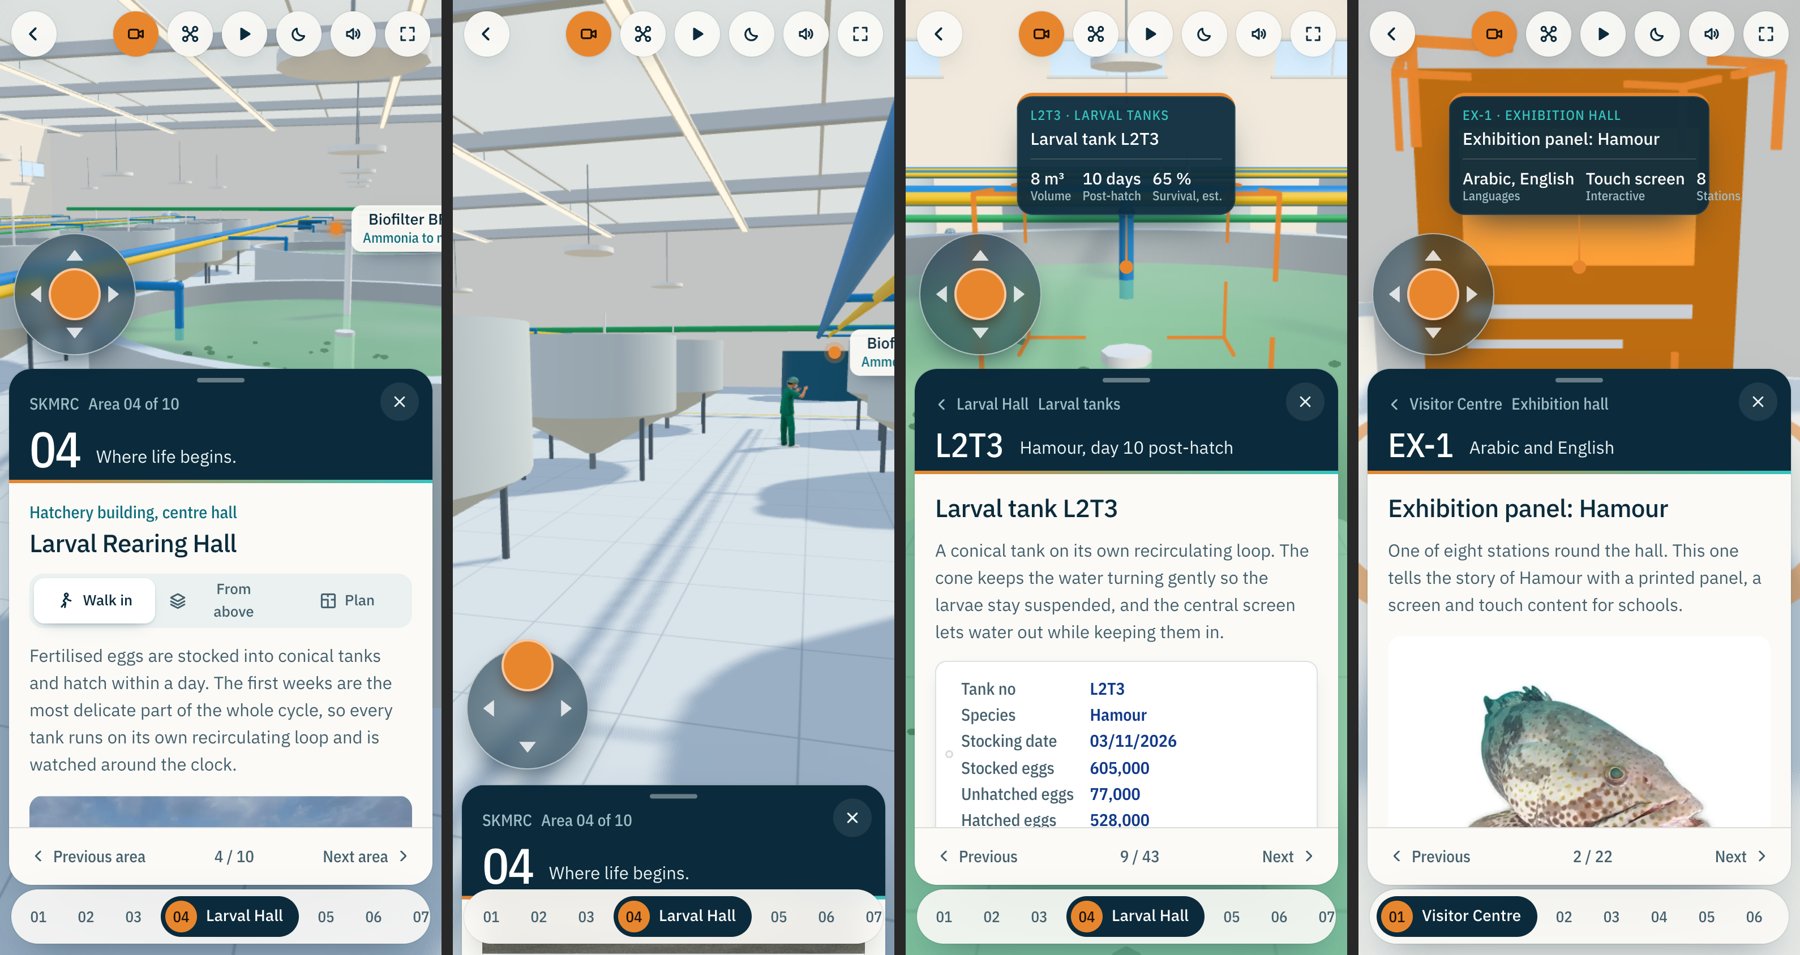 Biofilter B
Ammonia to
SKMRC Area 04 of 10
04 Where life begins.
Hatchery building, centre hall
Larval Rearing Hall
Walk in
From above
Plan
Fertilised eggs are stocked into conical tanks
and hatch within a day. The first weeks are the
most delicate part of the whole cycle, so every
tank runs on its own recirculating loop and is
watched around the clock.
Previous area 4 / 10 Next area
01 02 03 04 Larval Hall 05 06 07
Biof
Amm
SKMRC Area 04 of 10
04 Where life begins.
01 02 03 04 Larval Hall 05 06 07
L2T3 · LARVAL TANKS
Larval tank L2T3
8 m³ 10 days 65 %
Volume Post-hatch Survival, est.
Larval Hall Larval tanks
L2T3 Hamour, day 10 post-hatch
Larval tank L2T3
A conical tank on its own recirculating loop. The
cone keeps the water turning gently so the
larvae stay suspended, and the central screen
lets water out while keeping them in.
Tank no L2T3
Species Hamour
Stocking date 03/11/2026
Stocked eggs 605,000
Unhatched eggs 77,000
Hatched eggs 528,000
Previous 9 / 43 Next
01 02 03 04 Larval Hall 05 06 07
EX-1 · EXHIBITION HALL
Exhibition panel: Hamour
Arabic, English Touch screen 8
Languages Interactive Stations
Visitor Centre Exhibition hall
EX-1 Arabic and English
Exhibition panel: Hamour
One of eight stations round the hall. This one
tells the story of Hamour with a printed panel, a
screen and touch content for schools.
Previous 2 / 22 Next
01 Visitor Centre 02 03 04 05 06